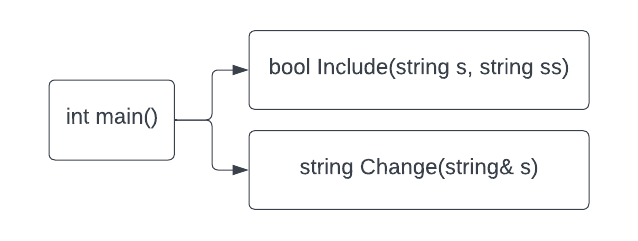 bool Include(string s, string ss)
int main()
string Change(string& s)